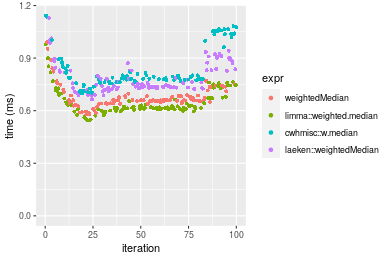 1.2
0.9
0.6
0.3
0.0
time (ms)
0
25
50
75
100
iteration
expr
weightedMedian
limma::weighted.median
cwhmisc::w.median
laeken::weightedMedian